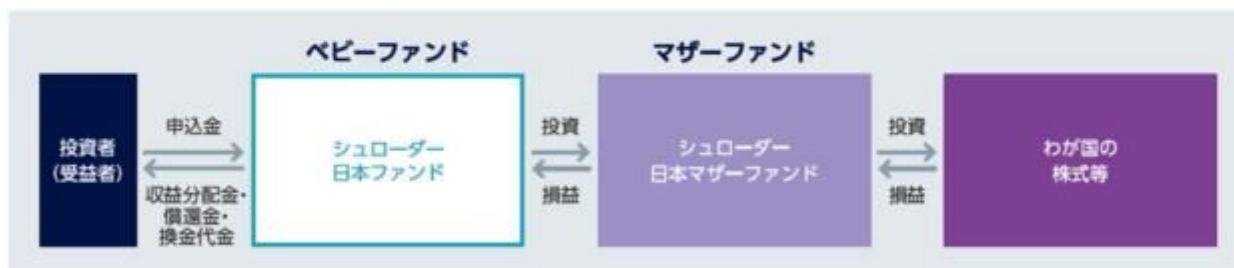 ベビーファンド
マザーファンド
投資者
(受益者)
申込金
収益分配金・
償還金・
換金代金
シュローダー
日本ファンド
投資
損益
シュローダー
日本マザーファンド
投資
損益
わが国の
株式等